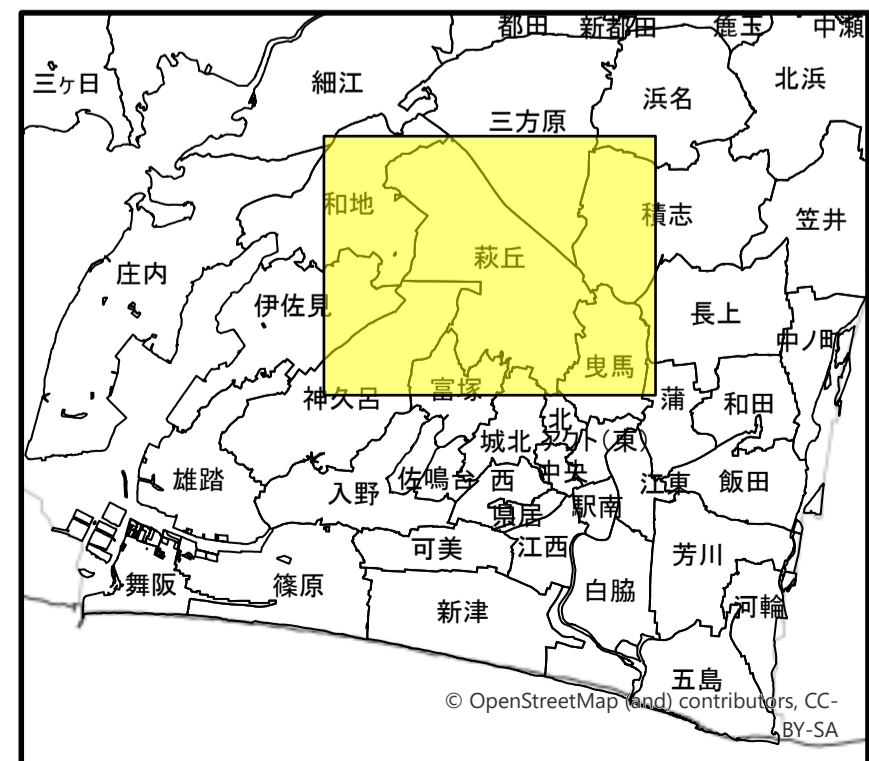 都田 新都田 麁玉 中瀬
三ヶ日 細江 浜名 北浜
三方原
和地 積志 笠井
萩丘
庄内 伊佐見 長上 中ノ町
曳馬
神久呂 富塚 蒲 和田
北
城北 アクト(東)
雄踏 入野 佐鳴台 西 中央 江東 飯田
県居 駅南
可美 江西 芳川
舞阪 篠原 新津 白脇 河輪
五島
© OpenStreetMap (and) contributors, CC-
BY-SA